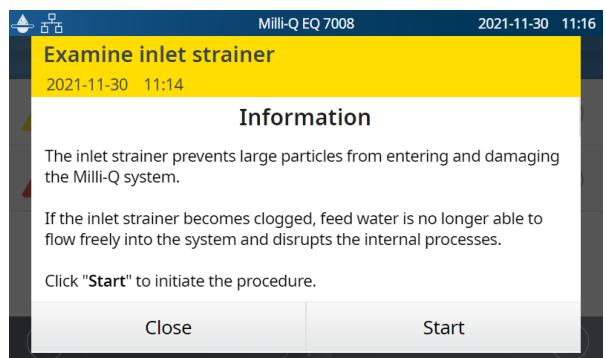 Milli-Q EQ 7008 2021-11-30 11:16
Examine inlet strainer
2021-11-30 11:14
Information
The inlet strainer prevents large particles from entering and damaging
the Milli-Q system.
If the inlet strainer becomes clogged, feed water is no longer able to
flow freely into the system and disrupts the internal processes.
Click "Start" to initiate the procedure.
Close Start